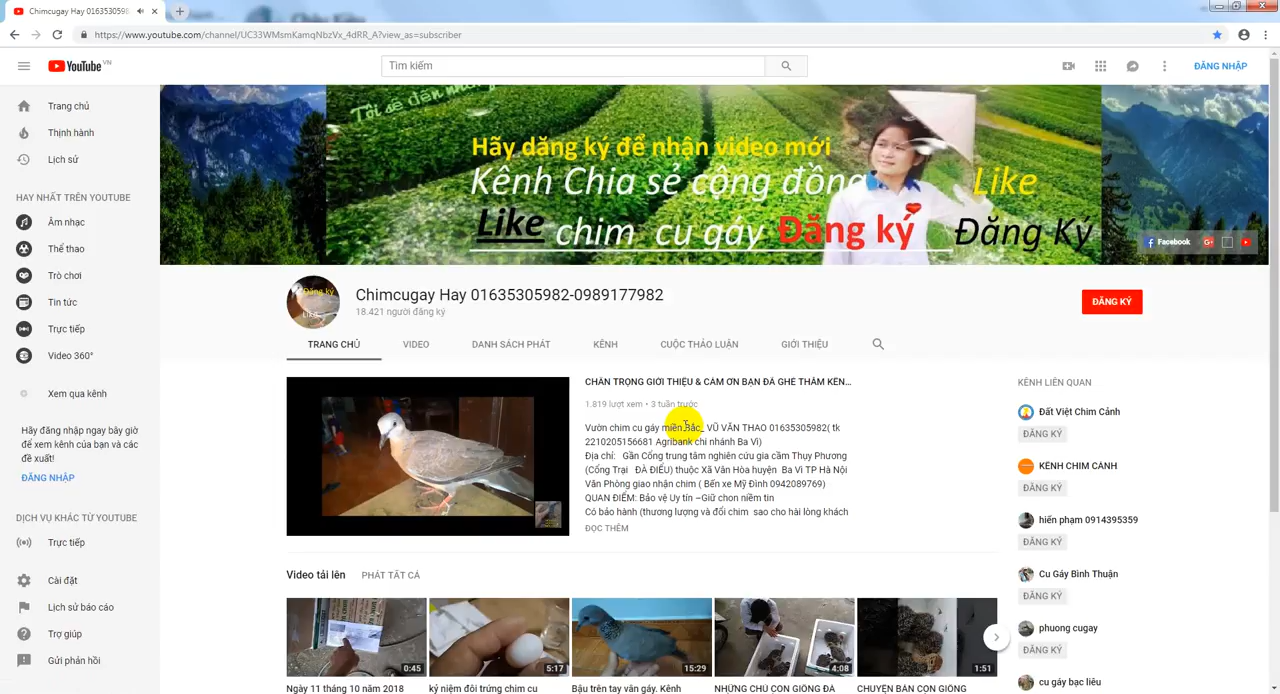 Chimcugay Hay 0163530598
https://www.youtube.com/channel/UC33WMsmKamqNbzVx_4dRR_A?view_as=subscriber
YouTube VN
Tìm kiếm
ĐĂNG NHẬP
Trang chủ
Thịnh hành
Lịch sử
HAY NHẤT TRÊN YOUTUBE
Âm nhạc
Thể thao
Trò chơi
Tin tức
Trực tiếp
Video 360°
Xem qua kênh
Hãy đăng nhập ngay bây giờ
để xem kênh của bạn và các
đề xuất!
ĐĂNG NHẬP
DỊCH VỤ KHÁC TỪ YOUTUBE
Trực tiếp
Cài đặt
Lịch sử báo cáo
Trợ giúp
Gửi phản hồi
Hãy đăng ký để nhận video mới
Kênh Chia sẻ cộng đồng
Like
Like chim cu gáy Đăng ký Đăng Ký
Facebook
Đăng ký
Like
Chimcugay Hay 01635305982-0989177982
18.421 người đăng ký
ĐĂNG KÝ
TRANG CHỦ
VIDEO
DANH SÁCH PHÁT
KÊNH
CUỘC THẢO LUẬN
GIỚI THIỆU
CHÂN TRỌNG GIỚI THIỆU & CẢM ƠN BẠN ĐÃ GHÉ THĂM KÊN...
1.819 lượt xem • 3 tuần trước
Vườn chim cu gáy miền Bắc_ VŨ VĂN THAO 01635305982( tk
2210205156681 Agribank chi nhánh Ba Vì)
Địa chỉ: Gần Cổng trung tâm nghiên cứu gia cầm Thụy Phương
(Cổng Trại ĐÀ ĐIỂU) thuộc Xã Vân Hòa huyện Ba Vì TP Hà Nội
Văn Phòng giao nhận chim ( Bến xe Mỹ Đình 0942089769)
QUAN ĐIỂM: Bảo vệ Uy tín –Giữ chọn niềm tin
Có bảo hành (thương lượng và đổi chim sao cho hài lòng khách
ĐỌC THÊM
KÊNH LIÊN QUAN
Đất Việt Chim Cảnh
ĐĂNG KÝ
KÊNH CHIM CẢNH
ĐĂNG KÝ
hiến phạm 0914395359
ĐĂNG KÝ
Cu Gáy Bình Thuận
ĐĂNG KÝ
phuong cugay
ĐĂNG KÝ
cu gáy bạc liêu
Video tải lên
PHÁT TẤT CẢ
0:45
5:17
15:29
4:08
1:51
Ngày 11 tháng 10 năm 2018
kỷ niệm đôi trứng chim cu
Bậu trên tay vẫn gáy. Kênh
NHỮNG CHÚ CON GIỐNG ĐÃ
CHUYÊN BÁN CON GIỐNG